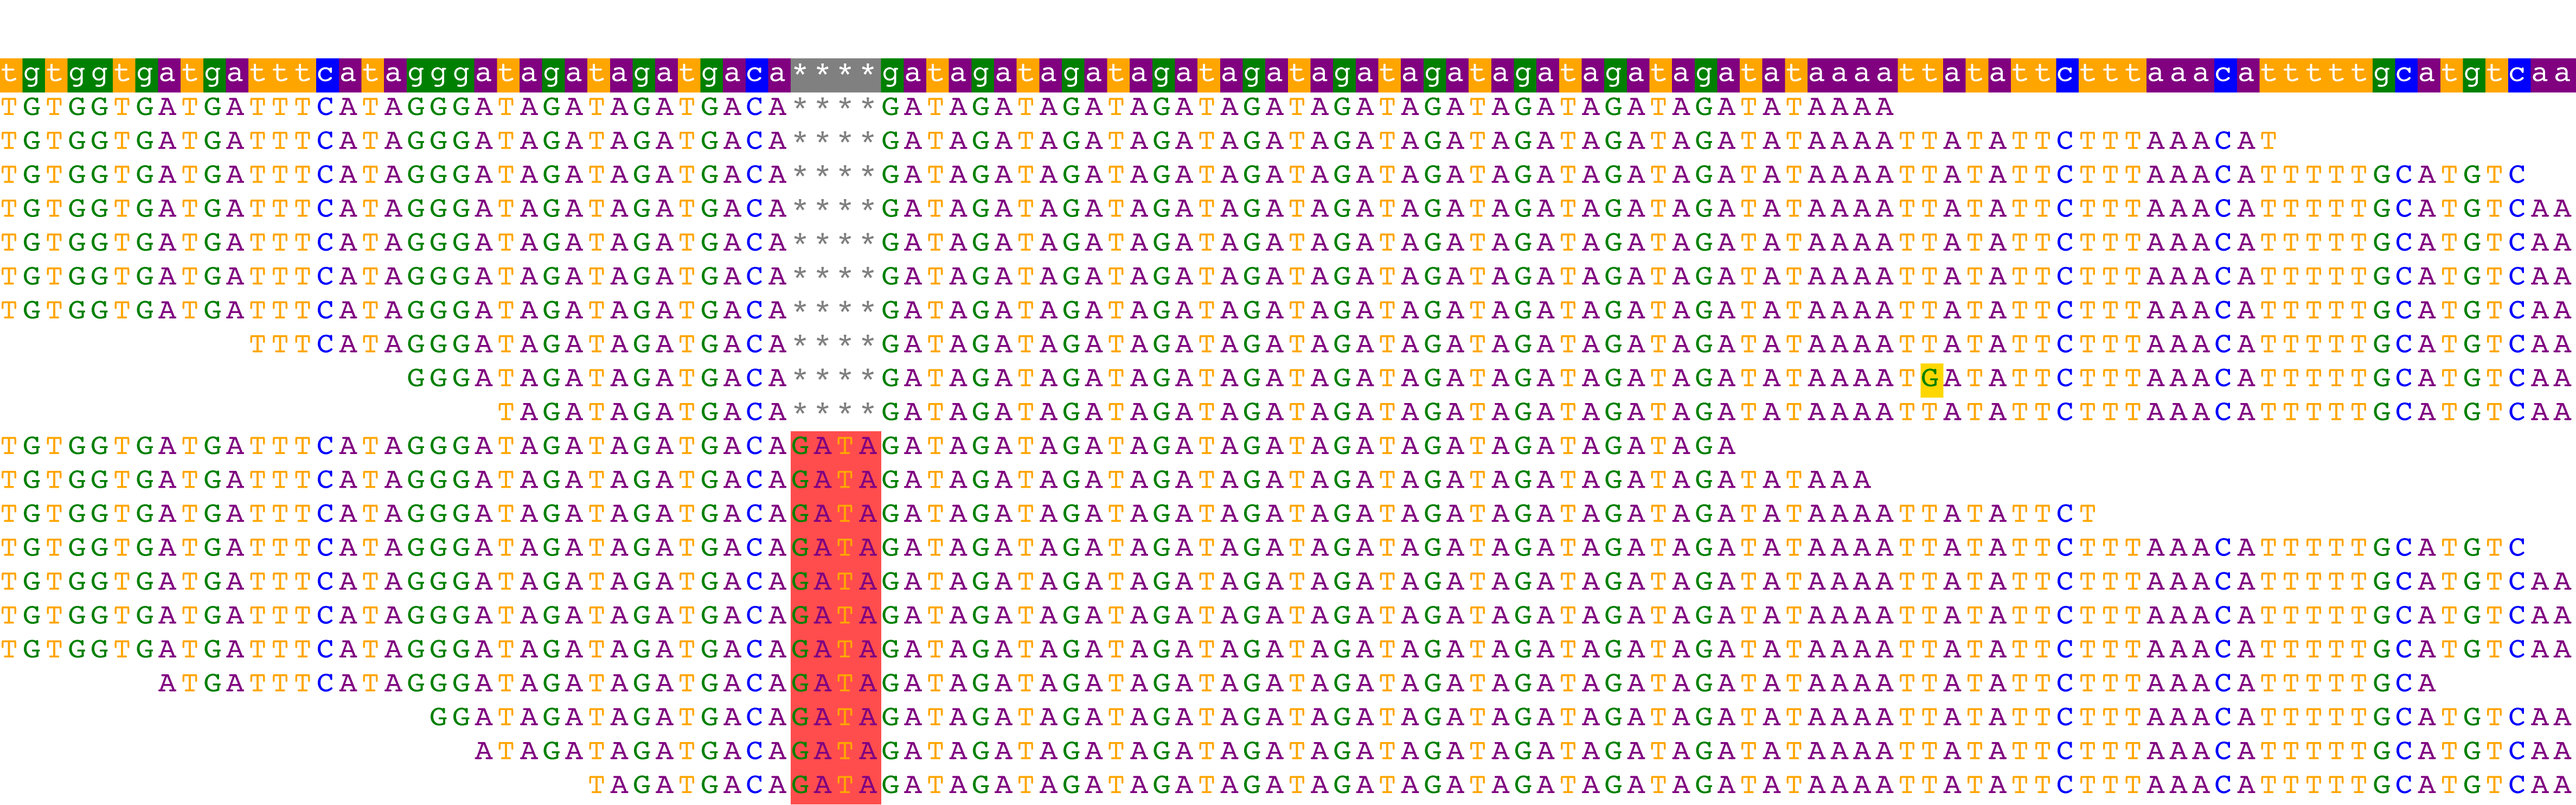 tgtggtgatgatttcatagggatagatagatgaca****gatagatagatagatagatagatagatagatagatagatataaaattatattctttaaacatttttgcatgtcaa
TGTGGTGATGATTTCATAGGGATAGATAGATGACA****GATAGATAGATAGATAGATAGATAGATAGATAGATAGATATAAAA
TGTGGTGATGATTTCATAGGGATAGATAGATGACA****GATAGATAGATAGATAGATAGATAGATAGATAGATAGATATAAAATTATATTCTTTAAACAT
TGTGGTGATGATTTCATAGGGATAGATAGATGACA****GATAGATAGATAGATAGATAGATAGATAGATAGATAGATATAAAATTATATTCTTTAAACATTTTTGCATGTC
TGTGGTGATGATTTCATAGGGATAGATAGATGACA****GATAGATAGATAGATAGATAGATAGATAGATAGATAGATATAAAATTATATTCTTTAAACATTTTTGCATGTCAA
TGTGGTGATGATTTCATAGGGATAGATAGATGACA****GATAGATAGATAGATAGATAGATAGATAGATAGATAGATATAAAATTATATTCTTTAAACATTTTTGCATGTCAA
TGTGGTGATGATTTCATAGGGATAGATAGATGACA****GATAGATAGATAGATAGATAGATAGATAGATAGATAGATATAAAATTATATTCTTTAAACATTTTTGCATGTCAA
TGTGGTGATGATTTCATAGGGATAGATAGATGACA****GATAGATAGATAGATAGATAGATAGATAGATAGATAGATATAAAATTATATTCTTTAAACATTTTTGCATGTCAA
TTTCATAGGGATAGATAGATGACA****GATAGATAGATAGATAGATAGATAGATAGATAGATAGATATAAAATTATATTCTTTAAACATTTTTGCATGTCAA
GGGATAGATAGATGACA****GATAGATAGATAGATAGATAGATAGATAGATAGATAGATATAAAATGATATTCTTTAAACATTTTTGCATGTCAA
TAGATAGATGACA****GATAGATAGATAGATAGATAGATAGATAGATAGATAGATATAAAATTATATTCTTTAAACATTTTTGCATGTCAA
TGTGGTGATGATTTCATAGGGATAGATAGATGACAGATAGATAGATAGATAGATAGATAGATAGATAGATAGATAGA
TGTGGTGATGATTTCATAGGGATAGATAGATGACAGATAGATAGATAGATAGATAGATAGATAGATAGATAGATAGATATAAA
TGTGGTGATGATTTCATAGGGATAGATAGATGACAGATAGATAGATAGATAGATAGATAGATAGATAGATAGATAGATATAAAATTATATTCT
TGTGGTGATGATTTCATAGGGATAGATAGATGACAGATAGATAGATAGATAGATAGATAGATAGATAGATAGATAGATATAAAATTATATTCTTTAAACATTTTTGCATGTC
TGTGGTGATGATTTCATAGGGATAGATAGATGACAGATAGATAGATAGATAGATAGATAGATAGATAGATAGATAGATATAAAATTATATTCTTTAAACATTTTTGCATGTCAA
TGTGGTGATGATTTCATAGGGATAGATAGATGACAGATAGATAGATAGATAGATAGATAGATAGATAGATAGATAGATATAAAATTATATTCTTTAAACATTTTTGCATGTCAA
TGTGGTGATGATTTCATAGGGATAGATAGATGACAGATAGATAGATAGATAGATAGATAGATAGATAGATAGATAGATATAAAATTATATTCTTTAAACATTTTTGCATGTCAA
ATGATTTCATAGGGATAGATAGATGACAGATAGATAGATAGATAGATAGATAGATAGATAGATAGATAGATATAAAATTATATTCTTTAAACATTTTTGCA
GGATAGATAGATGACAGATAGATAGATAGATAGATAGATAGATAGATAGATAGATAGATATAAAATTATATTCTTTAAACATTTTTGCATGTCAA
ATAGATAGATGACAGATAGATAGATAGATAGATAGATAGATAGATAGATAGATAGATATAAAATTATATTCTTTAAACATTTTTGCATGTCAA
TAGATGACAGATAGATAGATAGATAGATAGATAGATAGATAGATAGATAGATATAAAATTATATTCTTTAAACATTTTTGCATGTCAA